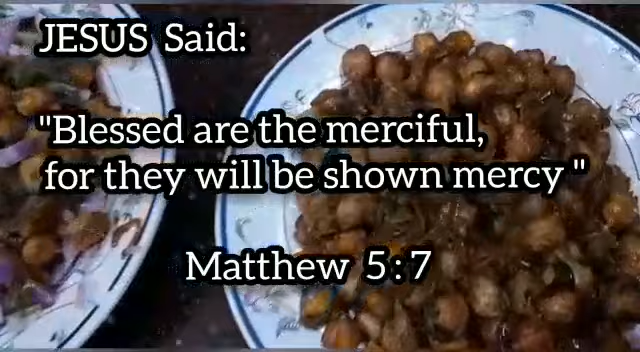 JESUS Said:
"Blessed are the merciful,
for they will be shown mercy "
Matthew 5:7